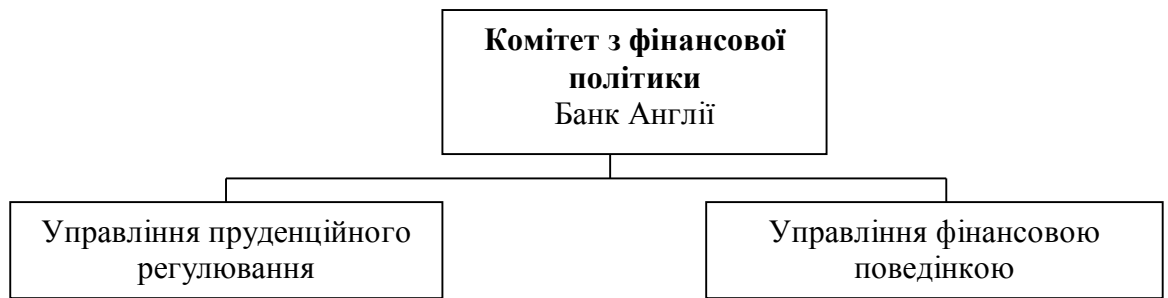 Комітет з фінансової
політики
Банк Англії
Управління пруденційного
регулювання
Управління фінансовою
поведінкою